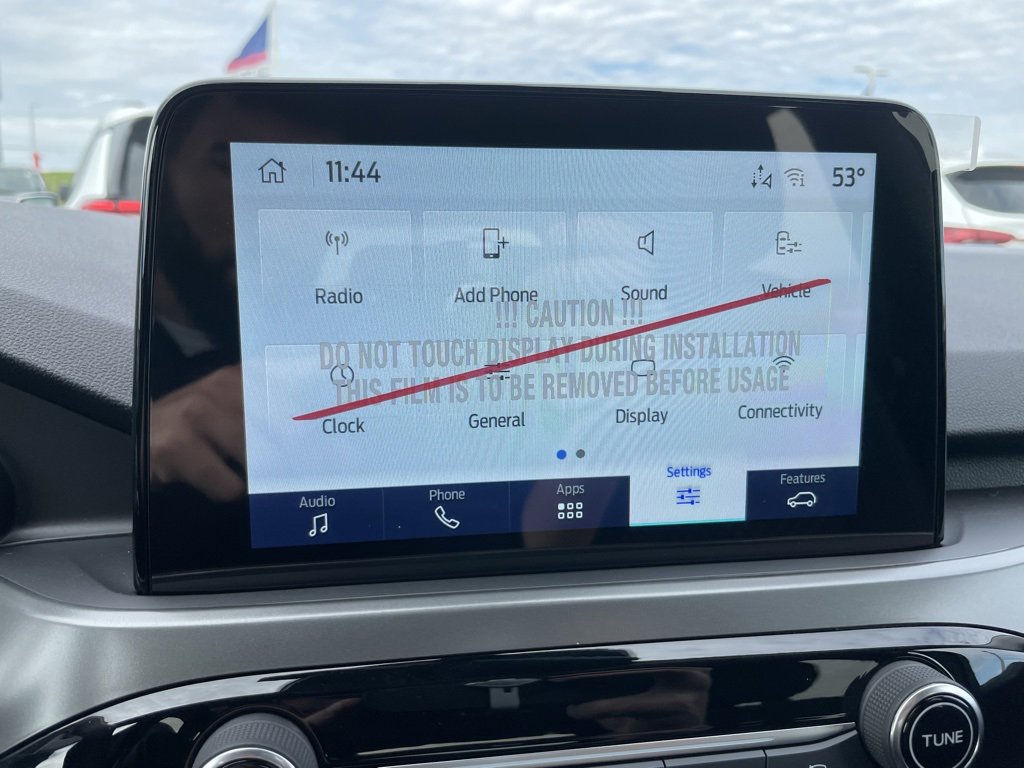 11:44
53°
Radio
Add Phone
Sound
Vehicle
!!! CAUTION !!!
DO NOT TOUCH DISPLAY DURING INSTALLATION
THIS FILM IS TO BE REMOVED BEFORE USAGE
Clock
General
Display
Connectivity
Audio
Phone
Apps
Settings
Features
TUNE